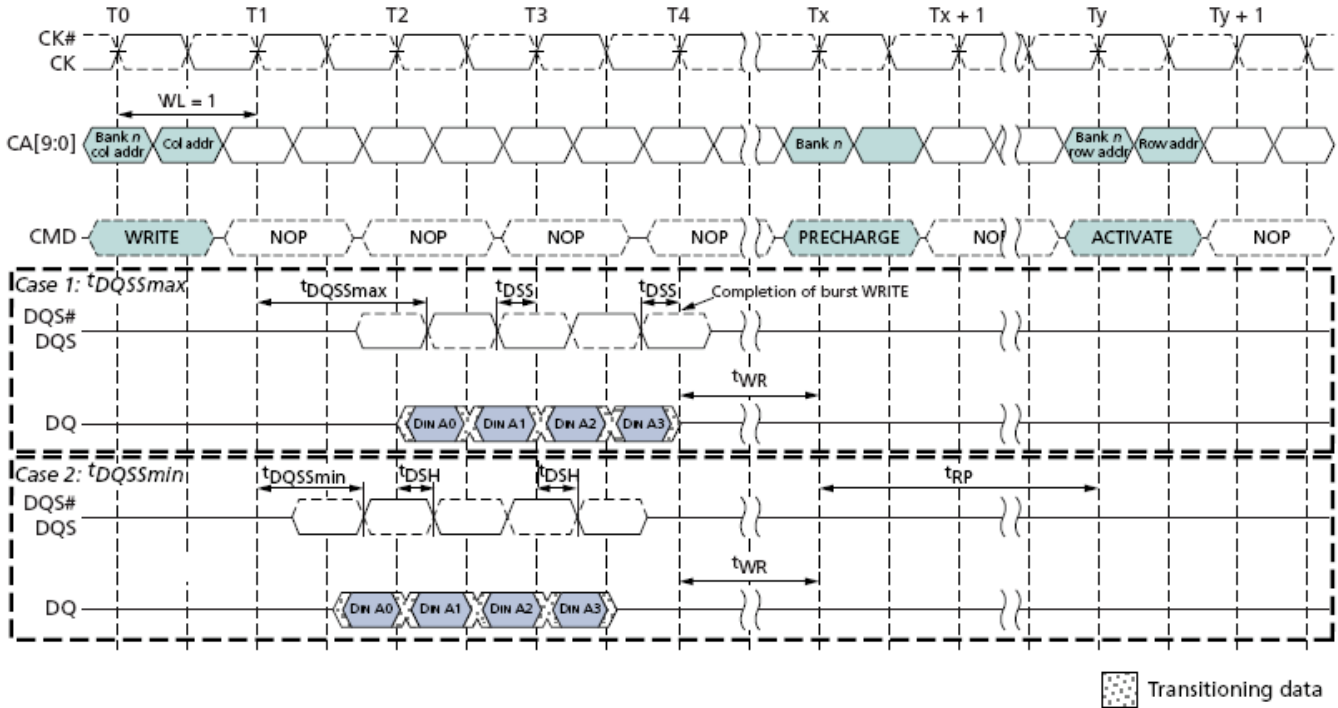 T0 T1 T2 T3 T4 Tx Tx + 1 Ty Ty + 1
CK#
CK
WL = 1
CA[9:0] Bank n col addr Col addr Bank n Bank n row addr Row addr
CMD WRITE NOP NOP NOP NOP PRECHARGE NOP ACTIVATE NOP
Case 1: tDQSSmax
tDQSSmax tDSS tDSS Completion of burst WRITE
DQS#
DQS
tWR
DQ DIN A0 DIN A1 DIN A2 DIN A3
Case 2: tDQSSmin
tDQSSmin tDSH tDSH tRP
DQS#
DQS
tWR
DQ DIN A0 DIN A1 DIN A2 DIN A3
Transitioning data